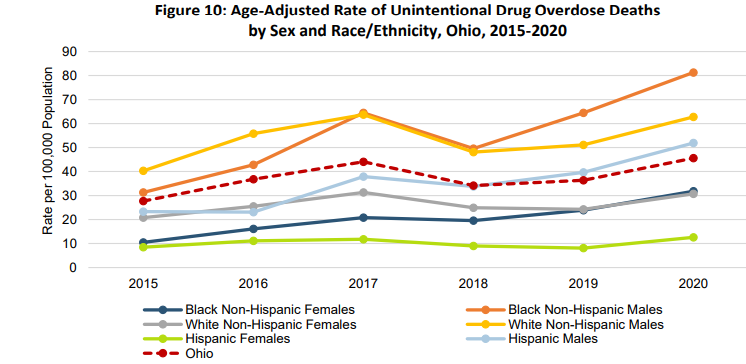 Figure 10: Age-Adjusted Rate of Unintentional Drug Overdose Deaths
by Sex and Race/Ethnicity, Ohio, 2015-2020
Rate per 100,000 Population
90
80
70
60
50
40
30
20
10
0
2015 2016 2017 2018 2019 2020
Black Non-Hispanic Females Black Non-Hispanic Males
White Non-Hispanic Females White Non-Hispanic Males
Hispanic Females Hispanic Males
Ohio